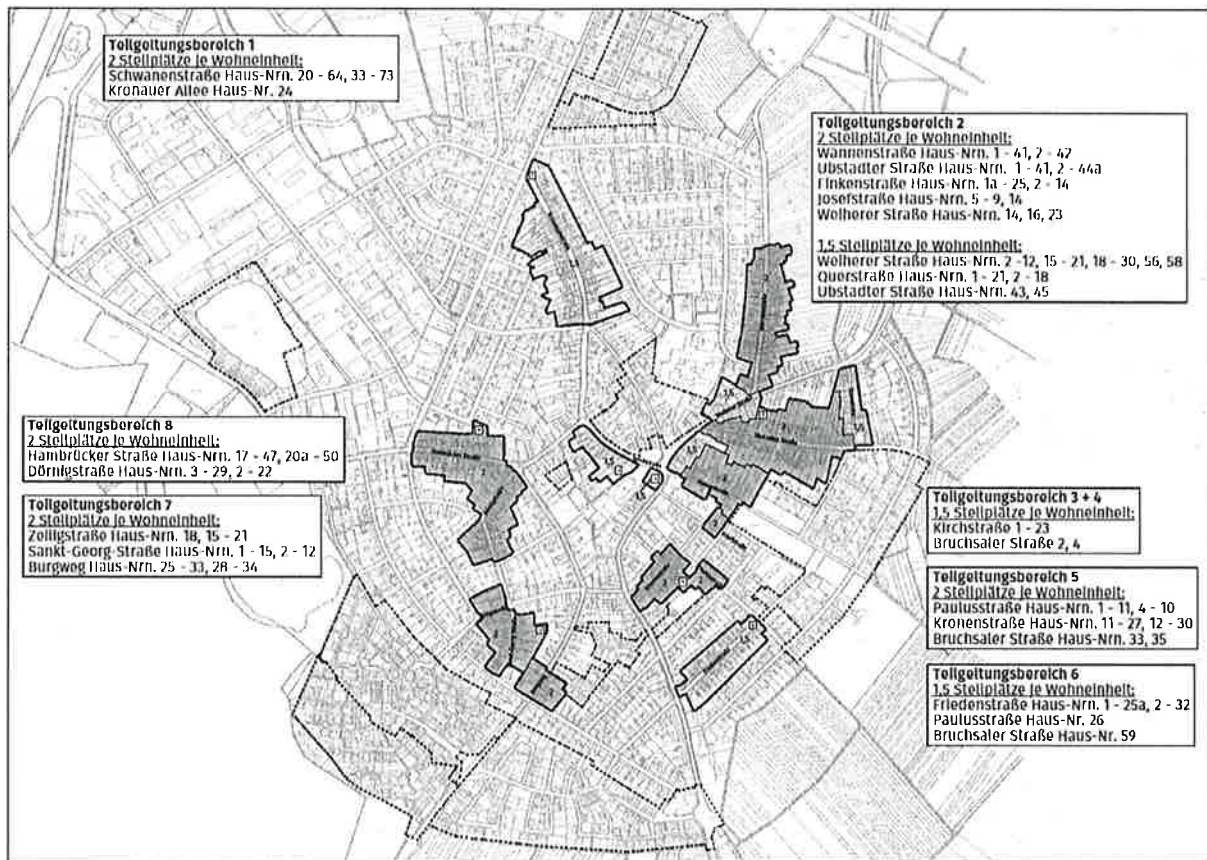 Teilgeltungsbereich 1
2 Stellplätze je Wohneinheit:
Schwanenstraße Haus-Nrn. 20 - 64, 33 - 73
Kronauer Allee Haus-Nr. 24
Teilgeltungsbereich 2
2 Stellplätze je Wohneinheit:
Wannenstraße Haus-Nrn. 1 - 41, 2 - 42
Ubstadter Straße Haus-Nrn. 1 - 41, 2 - 44a
Finkenstraße Haus-Nrn. 1a - 25, 2 - 14
Josefstraße Haus-Nrn. 5 - 9, 14
Weiherer Straße Haus-Nrn. 14, 16, 23
1,5 Stellplätze je Wohneinheit:
Weiherer Straße Haus-Nrn. 2 -12, 15 - 21, 18 - 30, 56, 58
Querstraße Haus-Nrn. 1 - 21, 2 - 18
Ubstadter Straße Haus-Nrn. 43, 45
Teilgeltungsbereich 8
2 Stellplätze je Wohneinheit:
Hambrücker Straße Haus-Nrn. 17 - 47, 20a - 50
Dörnigstraße Haus-Nrn. 3 - 29, 2 - 22
Teilgeltungsbereich 7
2 Stellplätze je Wohneinheit:
Zeiligstraße Haus-Nrn. 18, 15 - 21
Sankt-Georg-Straße Haus-Nrn. 1 - 15, 2 - 12
Burgweg Haus-Nrn. 25 - 33, 28 - 34
Teilgeltungsbereich 3 + 4
1,5 Stellplätze je Wohneinheit:
Kirchstraße 1 - 23
Bruchsaler Straße 2, 4
Teilgeltungsbereich 5
2 Stellplätze je Wohneinheit:
Paulusstraße Haus-Nrn. 1 - 11, 4 - 10
Kronenstraße Haus-Nrn. 11 - 27, 12 - 30
Bruchsaler Straße Haus-Nrn. 33, 35
Teilgeltungsbereich 6
1,5 Stellplätze je Wohneinheit:
Friedenstraße Haus-Nrn. 1 - 25a, 2 - 32
Paulusstraße Haus-Nr. 26
Bruchsaler Straße Haus-Nr. 59